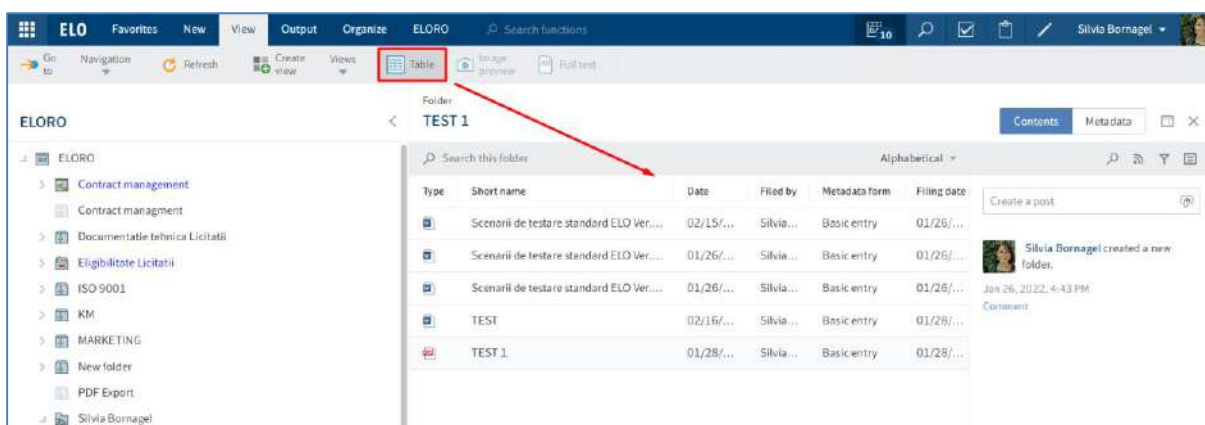 ELO Favorites New View Output Organize ELORO Search functions 10 Silvia Bornagel
Go to Navigation Refresh Create view Views Table Image preview Full text
ELORO
ELORO
Contract management
Contract managment
Documentatie tehnica Licitatii
Eligibilitate Licitatii
ISO 9001
KM
MARKETING
New folder
PDF Export
Silvia Bornagel
Folder
TEST 1
Contents Metadata
Search this folder Alphabetical
Type Short name Date Filed by Metadata form Filing date
Scenarii de testare standard ELO Ver.... 02/15/... Silvia... Basic entry 01/26/...
Scenarii de testare standard ELO Ver.... 01/26/... Silvia... Basic entry 01/26/...
Scenarii de testare standard ELO Ver.... 01/26/... Silvia... Basic entry 01/26/...
TEST 02/16/... Silvia... Basic entry 01/28/...
TEST 1 01/28/... Silvia... Basic entry 01/28/...
Create a post
Silvia Bornagel created a new
folder.
Jan 26, 2022, 4:43 PM
Comment